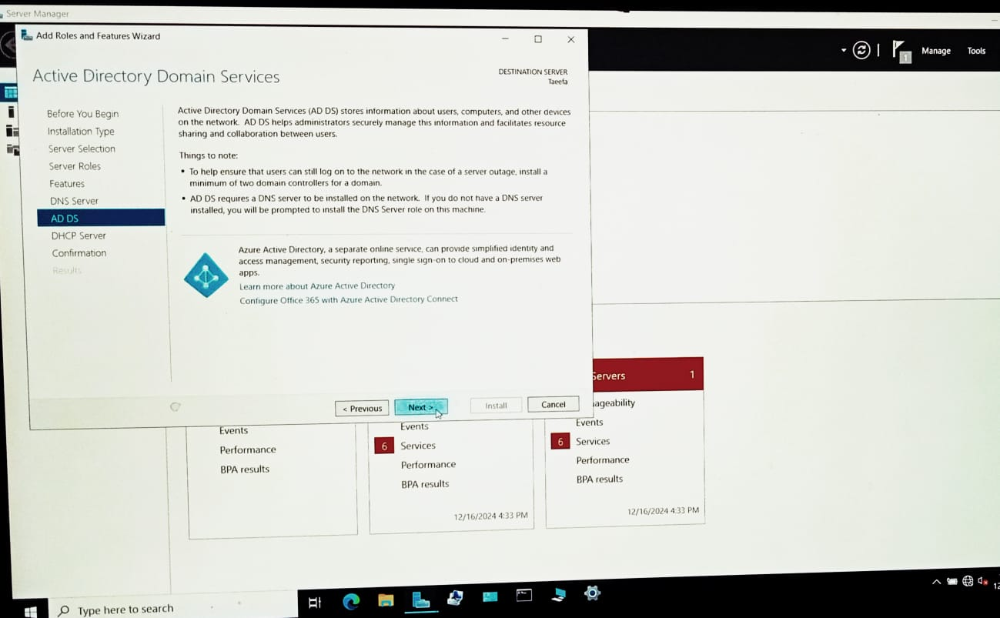 Server Manager
Add Roles and Features Wizard
Manage
Tools
1
Active Directory Domain Services
DESTINATION SERVER
Taeefa
Before You Begin
Installation Type
Server Selection
Server Roles
Features
DNS Server
AD DS
DHCP Server
Confirmation
Results
Active Directory Domain Services (AD DS) stores information about users, computers, and other devices
on the network. AD DS helps administrators securely manage this information and facilitates resource
sharing and collaboration between users.
Things to note:
• To help ensure that users can still log on to the network in the case of a server outage, install a
minimum of two domain controllers for a domain.
• AD DS requires a DNS server to be installed on the network. If you do not have a DNS server
installed, you will be prompted to install the DNS Server role on this machine.
Azure Active Directory, a separate online service, can provide simplified identity and
access management, security reporting, single sign-on to cloud and on-premises web
apps.
Learn more about Azure Active Directory
Configure Office 365 with Azure Active Directory Connect
< Previous
Next >
Install
Cancel
Events
Performance
BPA results
Events
6 Services
Performance
BPA results
12/16/2024 4:33 PM
Servers 1
ageability
Events
6 Services
Performance
BPA results
12/16/2024 4:33 PM
Type here to search